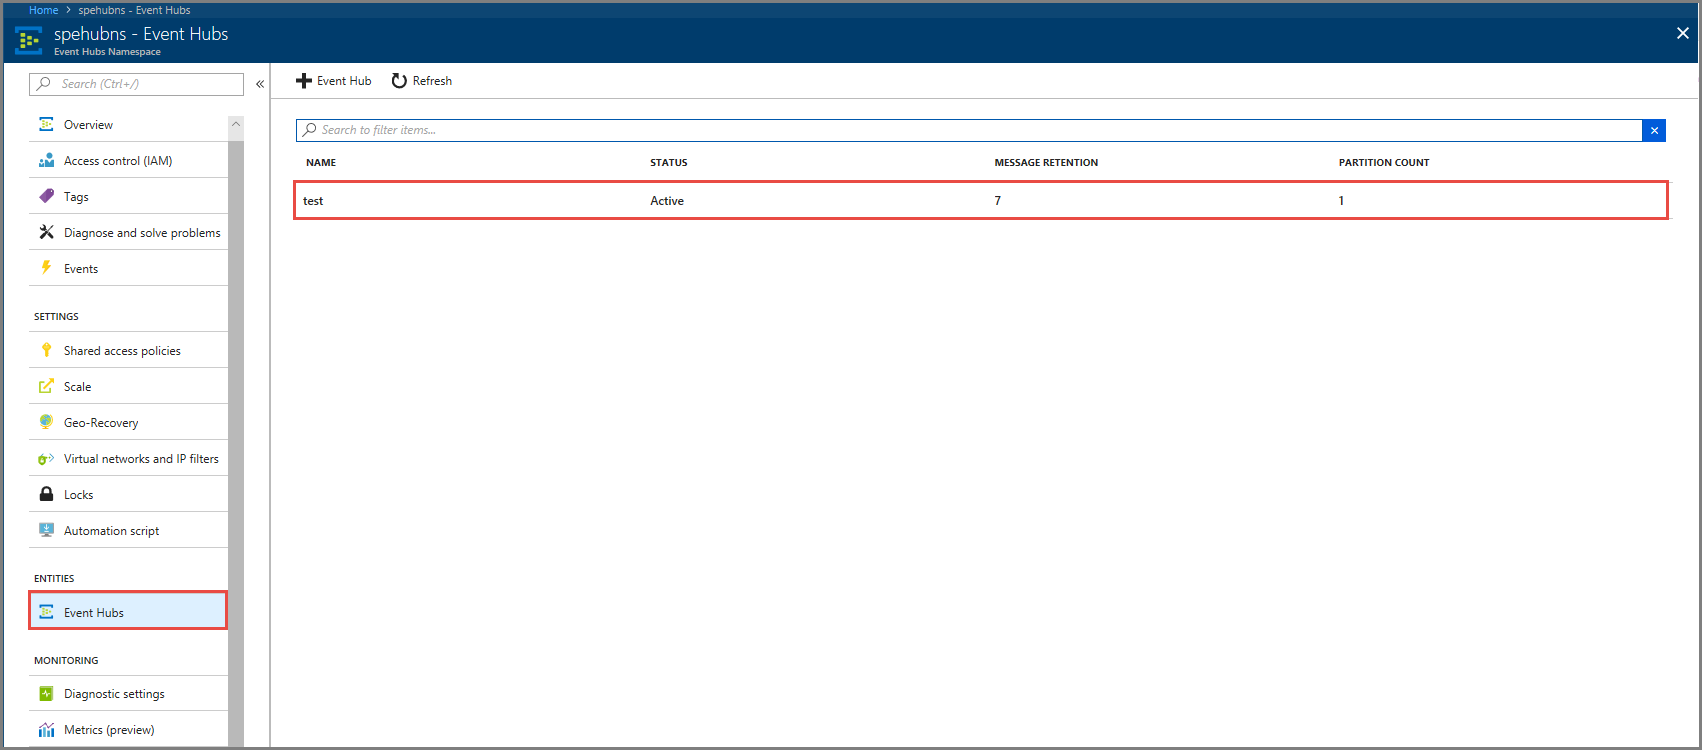 Home > spehubns - Event Hubs
spehubns - Event Hubs
Event Hubs Namespace
Search (Ctrl+/)
Overview
Access control (IAM)
Tags
Diagnose and solve problems
Events
SETTINGS
Shared access policies
Scale
Geo-Recovery
Virtual networks and IP filters
Locks
Automation script
ENTITIES
Event Hubs
MONITORING
Diagnostic settings
Metrics (preview)
Event Hub Refresh
Search to filter items...
NAME STATUS MESSAGE RETENTION PARTITION COUNT
test Active 7 1